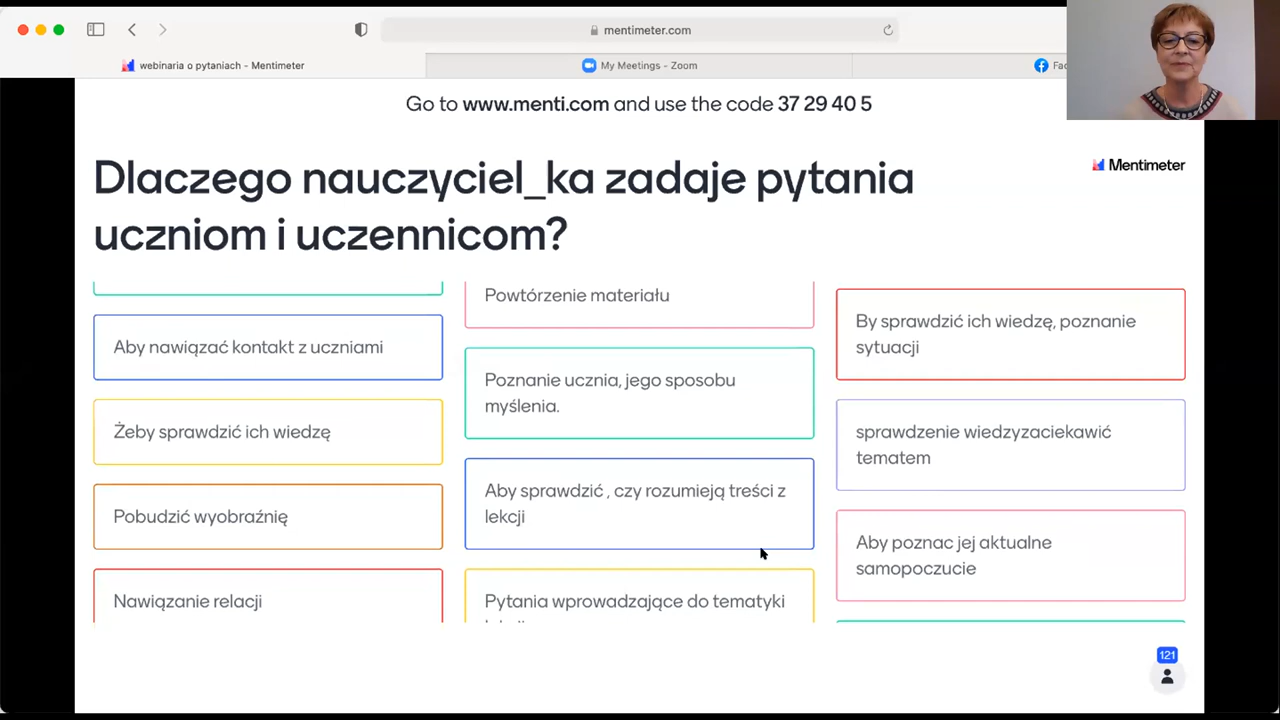 mentimeter.com
webinaria o pytaniach - Mentimeter
My Meetings - Zoom
Go to www.menti.com and use the code 37 29 40 5
Dlaczego nauczyciel_ka zadaje pytania
uczniom i uczennicom?
Mentimeter
Aby nawiązać kontakt z uczniami
Żeby sprawdzić ich wiedzę
Pobudzić wyobraźnię
Nawiązanie relacji
Powtórzenie materiału
Poznanie ucznia, jego sposobu
myślenia.
Aby sprawdzić , czy rozumieją treści z
lekcji
Pytania wprowadzające do tematyki
By sprawdzić ich wiedzę, poznanie
sytuacji
sprawdzenie wiedzyzaciekawić
tematem
Aby poznac jej aktualne
samopoczucie
121